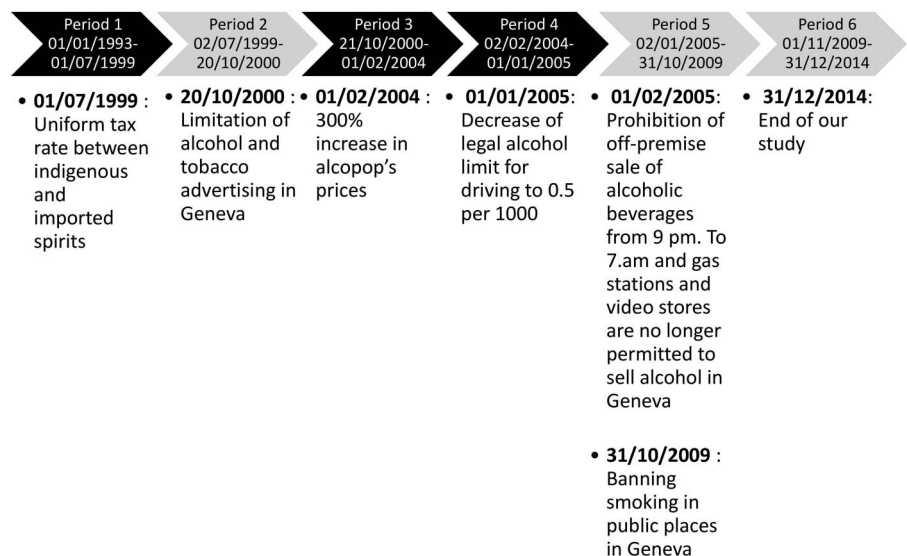 Period 1
01/01/1993-
01/07/1999
Period 2
02/07/1999-
20/10/2000
Period 3
21/10/2000-
01/02/2004
Period 4
02/02/2004-
01/01/2005
Period 5
02/01/2005-
31/10/2009
Period 6
01/11/2009-
31/12/2014
• 01/07/1999 :
Uniform tax
rate between
indigenous
and
imported
spirits
• 20/10/2000 :
Limitation of
alcohol and
tobacco
advertising in
Geneva
• 01/02/2004 :
300%
increase in
alcopop's
prices
• 01/01/2005:
Decrease of
legal alcohol
limit for
driving to 0.5
per 1000
• 01/02/2005:
Prohibition of
off-premise
sale of
alcoholic
beverages
from 9 pm. To
7.am and gas
stations and
video stores
are no longer
permitted to
sell alcohol in
Geneva
• 31/10/2009 :
Banning
smoking in
public places
in Geneva
• 31/12/2014:
End of our
study